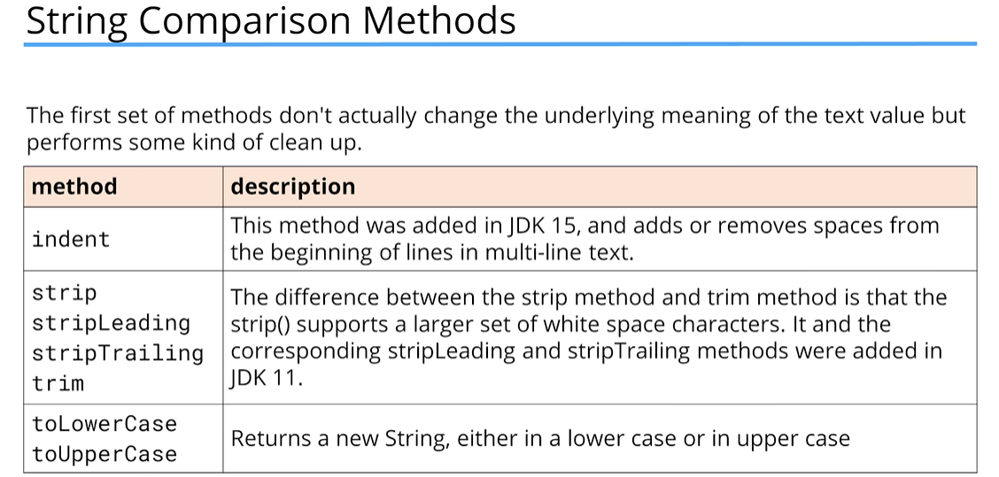 String Comparison Methods
The first set of methods don't actually change the underlying meaning of the text value but
performs some kind of clean up.
method description
indent
This method was added in JDK 15, and adds or removes spaces from
the beginning of lines in multi-line text.
strip
stripLeading
stripTrailing
trim
The difference between the strip method and trim method is that the
strip() supports a larger set of white space characters. It and the
corresponding stripLeading and stripTrailing methods were added in
JDK 11.
toLowerCase
toUpperCase
Returns a new String, either in a lower case or in upper case